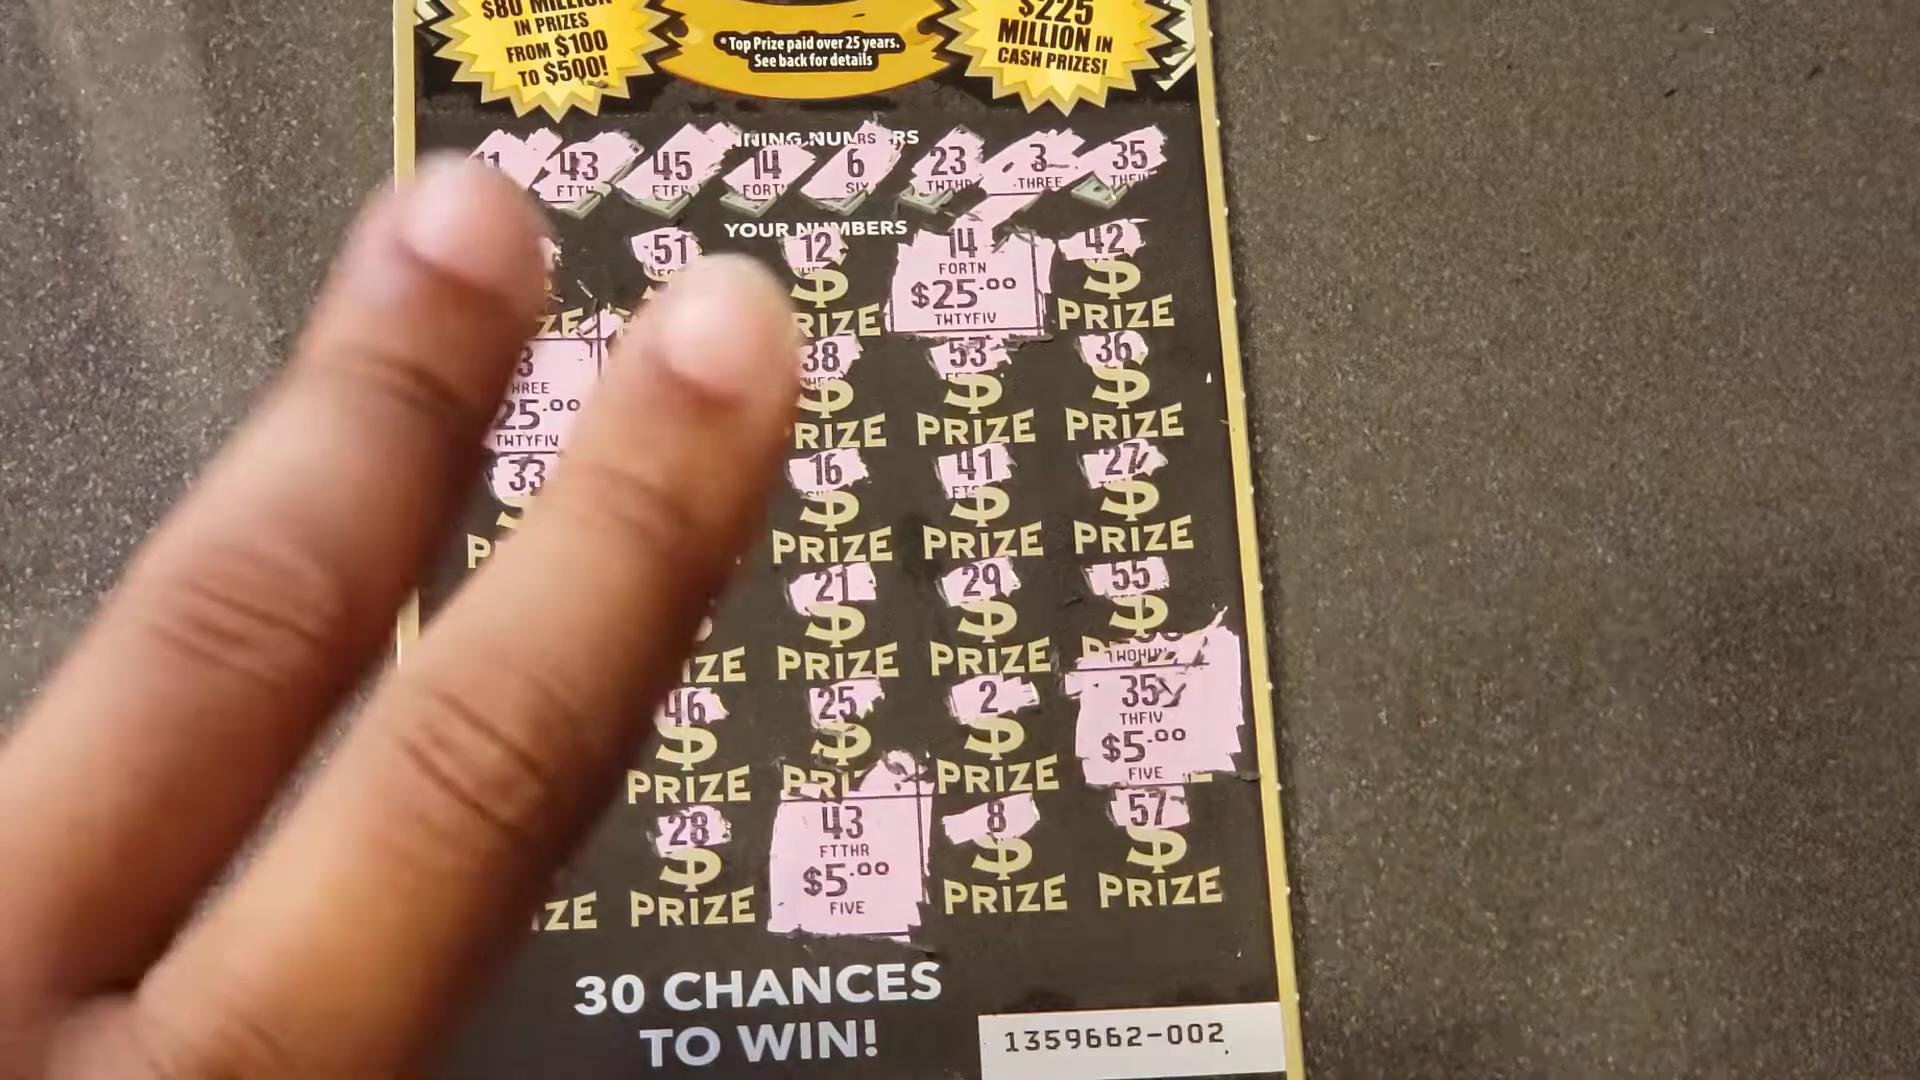 $80 MILLION
IN PRIZES
FROM $100
TO $500!
*Top Prize paid over 25 years.
See back for details
$225
MILLION IN
CASH PRIZES!
43 45 14 6 23 3 35
THREE
YOUR NUMBERS
51 12 14 42
FORTN
$25.00
TWTYFIV
PRIZE
38 53 36
25.00
TWTYFIV
PRIZE PRIZE
33 16 41 27
PRIZE PRIZE PRIZE
21 29 55
PRIZE PRIZE
46 25 2 35
THFIV
$5.00
FIVE
PRIZE PRIZE
28 43 8 57
FTTHR
$5.00
FIVE
PRIZE PRIZE PRIZE
30 CHANCES
TO WIN!
1359662-002